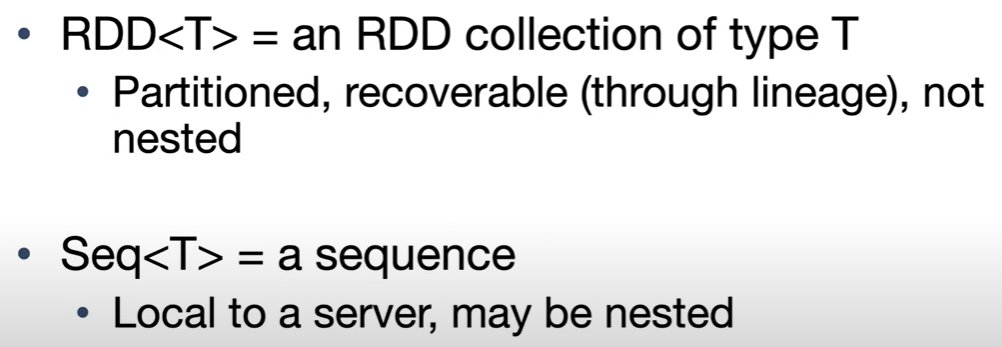 • RDD<T> = an RDD collection of type T
• Partitioned, recoverable (through lineage), not
nested
• Seq<T> = a sequence
• Local to a server, may be nested